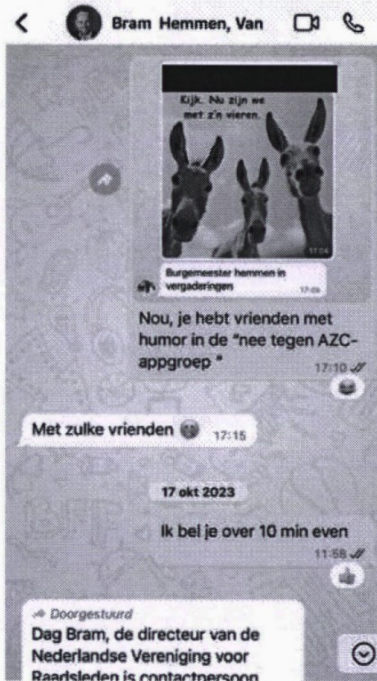 Bram Hemmen, Van
Kijk. Nu zijn we
met z'n vieren.
17:04
Burgemeester hemmen in
vergaderingen
17:06
Nou, je hebt vrienden met
humor in de "nee tegen AZC-
appgroep "
17:10
Met zulke vrienden
17:15
17 okt 2023
Ik bel je over 10 min even
11:58
Doorgestuurd
Dag Bram, de directeur van de
Nederlandse Vereniging voor
Raadsleden is contactpersoon